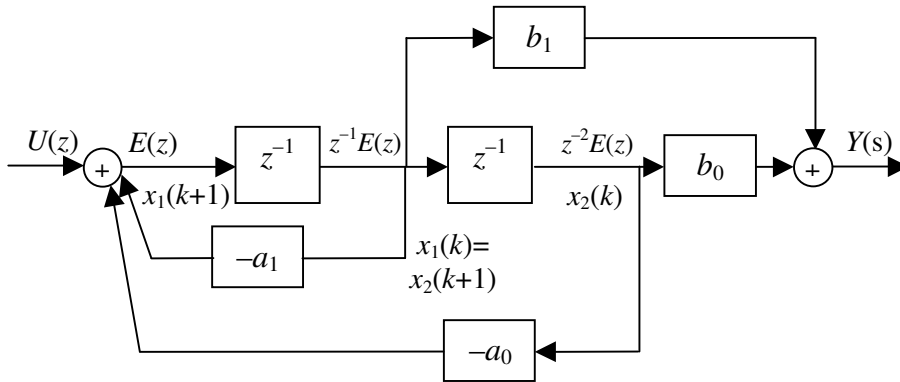 b₁
U(z)
E(z)
z⁻¹
z⁻¹E(z)
z⁻¹
z⁻²E(z)
b₀
Y(s)
+
+
x₁(k+1)
x₂(k)
−a₁
x₁(k)=
x₂(k+1)
−a₀